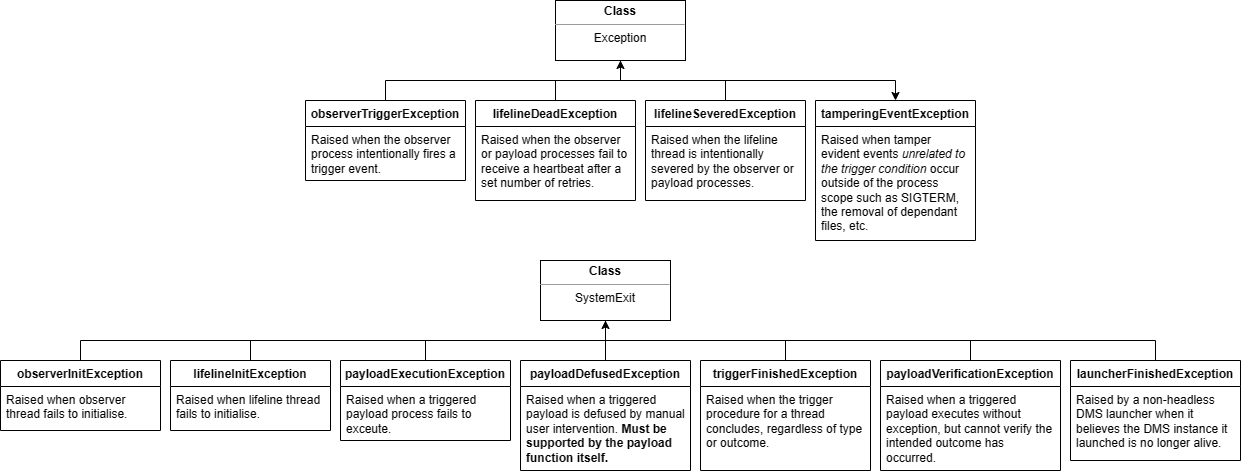 Class
Exception
observerTriggerException
Raised when the observer
process intentionally fires a
trigger event.
lifelineDeadException
Raised when the observer
or payload processes fail to
receive a heartbeat after a
set number of retries.
lifelineSeveredException
Raised when the lifeline
thread is intentionally
severed by the observer or
payload processes.
tamperingEventException
Raised when tamper
evident events unrelated to
the trigger condition occur
outside of the process
scope such as SIGTERM,
the removal of dependant
files, etc.
Class
SystemExit
observerInitException
Raised when observer
thread fails to initialise.
lifelineInitException
Raised when lifeline thread
fails to initialise.
payloadExecutionException
Raised when a triggered
payload process fails to
exceute.
payloadDefusedException
Raised when a triggered
payload is defused by manual
user intervention. Must be
supported by the payload
function itself.
triggerFinishedException
Raised when the trigger
procedure for a thread
concludes, regardless of type
or outcome.
payloadVerificationException
Raised when a triggered
payload executes without
exception, but cannot verify the
intended outcome has
occurred.
launcherFinishedException
Raised by a non-headless
DMS launcher when it
believes the DMS instance it
launched is no longer alive.